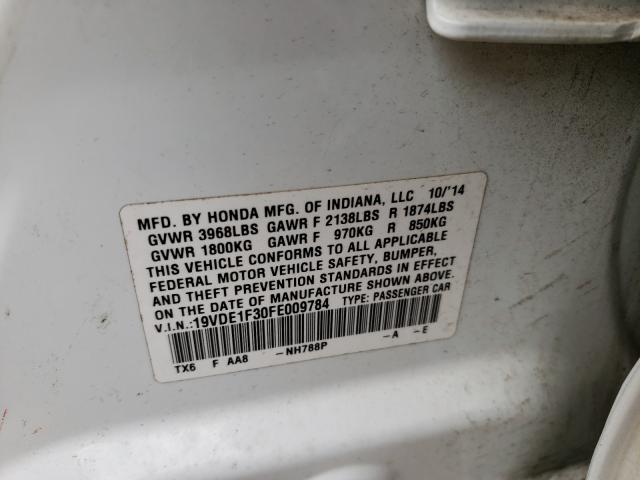 MFD. BY HONDA MFG. OF INDIANA, LLC 10/'14
GVWR 3968LBS GAWR F 2138LBS R 1874LBS
GVWR 1800KG GAWR F 970KG R 850KG
THIS VEHICLE CONFORMS TO ALL APPLICABLE
FEDERAL MOTOR VEHICLE SAFETY, BUMPER,
AND THEFT PREVENTION STANDARDS IN EFFECT
ON THE DATE OF MANUFACTURE SHOWN ABOVE.
V.I.N.:19VDE1F30FE009784 TYPE: PASSENGER CAR
TX6 F AA8 -NH788P -A -E